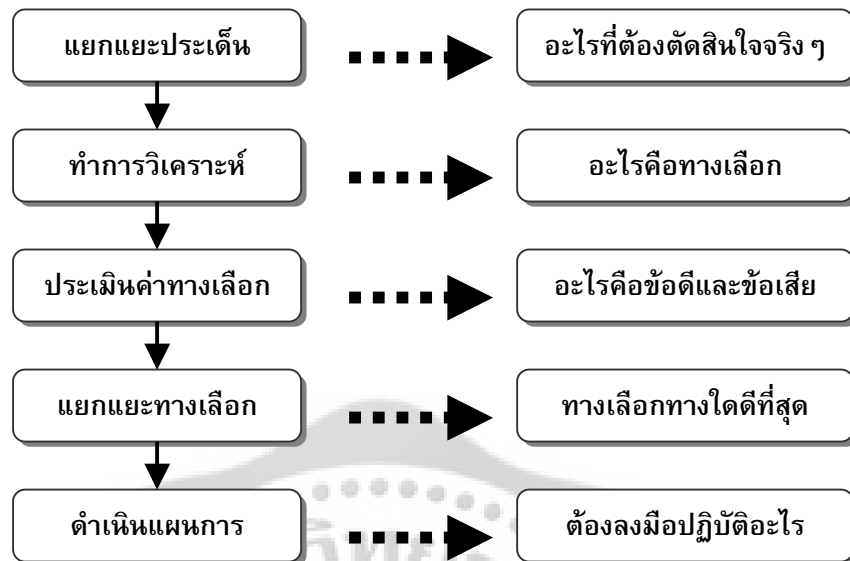 แยกแยะประเด็น
อะไรที่ต้องตัดสินใจจริง ๆ
ทำการวิเคราะห์
อะไรคือทางเลือก
ประเมินค่าทางเลือก
อะไรคือข้อดีและข้อเสีย
แยกแยะทางเลือก
ทางเลือกทางใดดีที่สุด
ดำเนินแผนการ
ต้องลงมือปฏิบัติอะไร